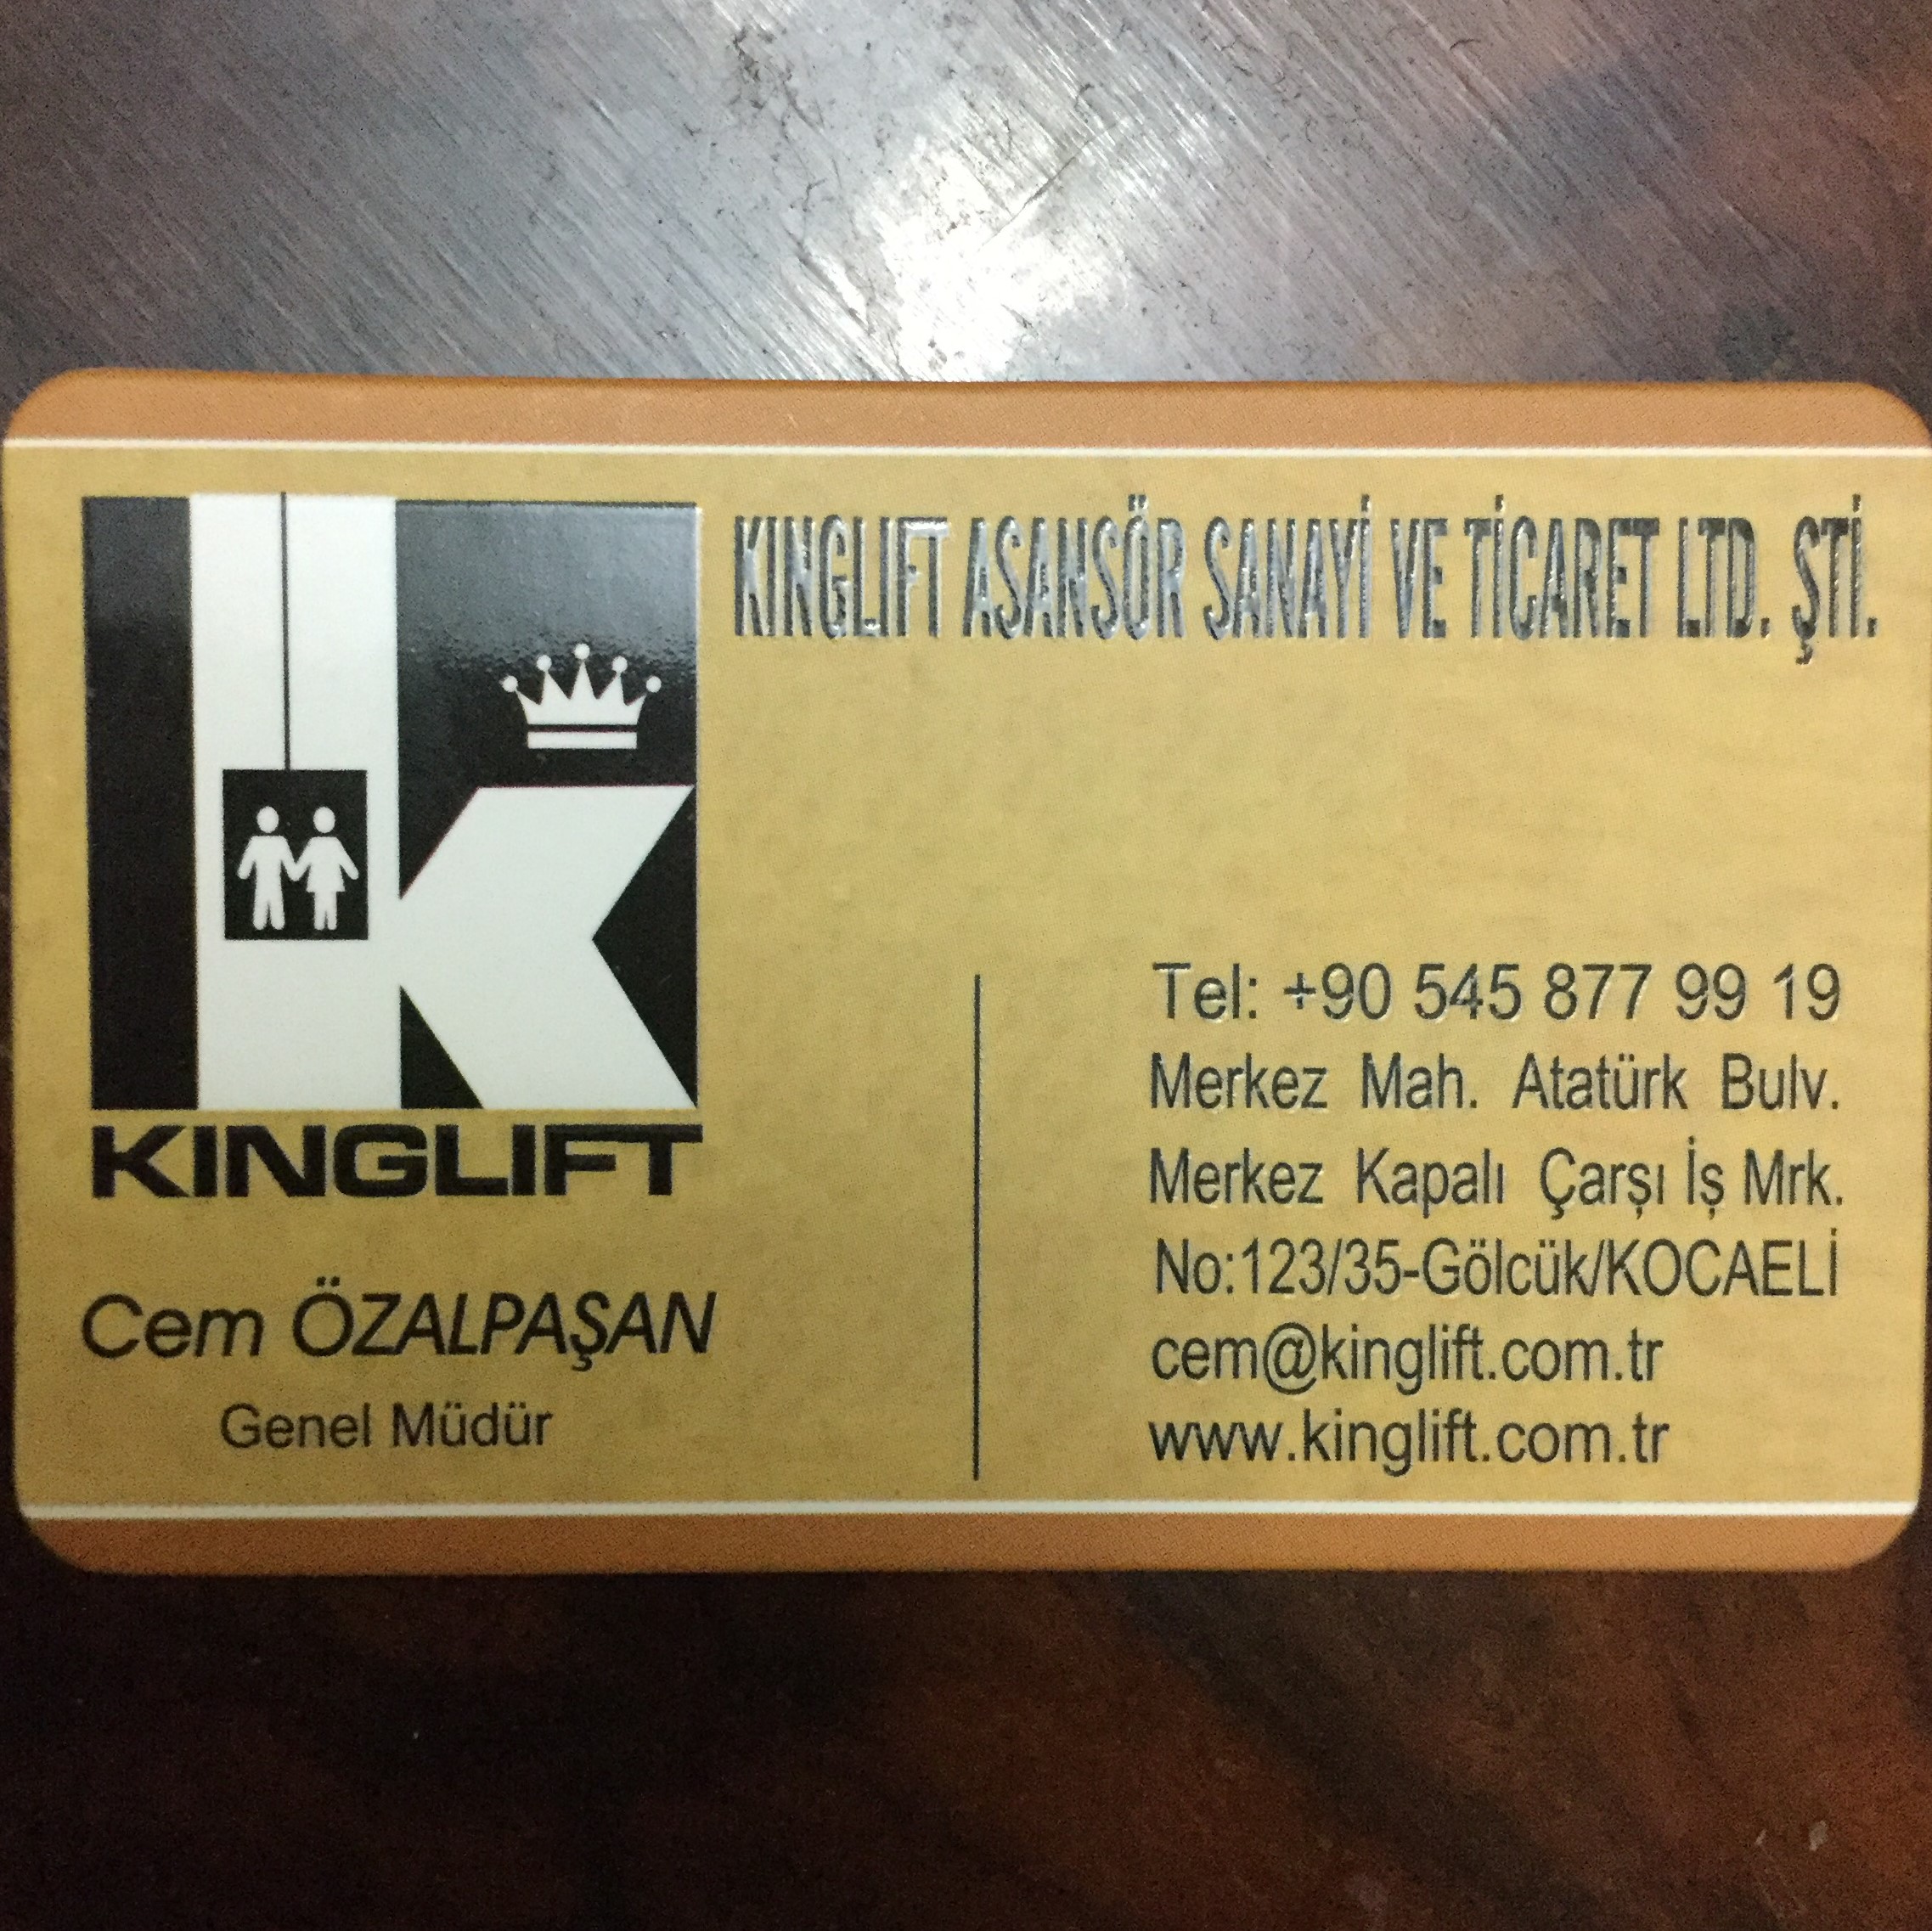 KINGLIFT ASANSÖR SANAYİ VE TİCARET LTD. ŞTİ.
k
KINGLIFT
Cem ÖZALPAŞAN
Genel Müdür
Tel: +90 545 877 99 19
Merkez Mah. Atatürk Bulv.
Merkez Kapalı Çarşı İş Mrk.
No:123/35-Gölcük/KOCAELİ
cem@kinglift.com.tr
www.kinglift.com.tr